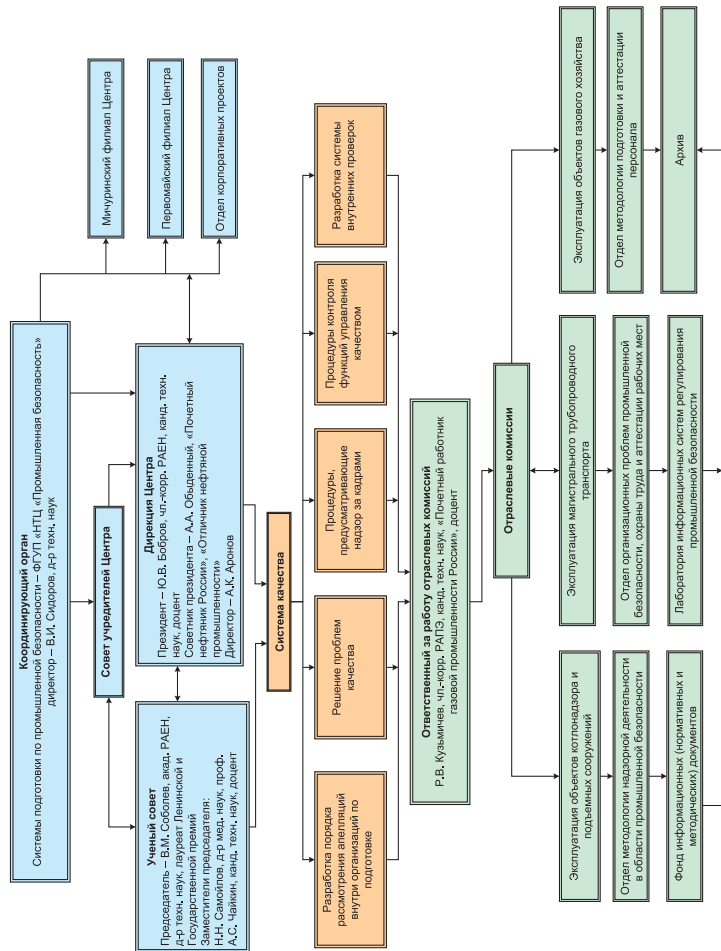 Координирующий орган
Системы подготовки по промышленной безопасности – ФГУП «НТЦ «Промышленная безопасность»
директор – В.И. Сидоров, д-р техн. наук
Совет учредителей Центра
Мичуринский филиал Центра
Первомайский филиал Центра
Отдел корпоративных проектов
Ученый совет
Председатель – В.М. Соболев, акад. РАЕН,
д-р техн. наук, лауреат Ленинской и
Государственной премий
Заместители председателя:
Н.Н. Самойлов, д-р мед. наук, проф.
А.С. Чайкин, канд. техн. наук, доцент
Дирекция Центра
Президент – Ю.В. Бобров, чл.-корр. РАЕН, канд. техн.
наук, доцент
Советник президента – А.А. Обыденный, «Почетный
нефтяник России», «Отличник нефтяной
промышленности»
Директор – А.К. Аронов
Система качества
Разработка порядка
рассмотрения апелляций
внутри организаций по
подготовке
Решение проблем
качества
Процедуры,
предусматривающие
надзор за кадрами
Процедуры контроля
функций управления
качеством
Разработка системы
внутренних проверок
Ответственный за работу отраслевых комиссий
Р.В. Кузьмичев, чл.-корр. РАПЭ, канд. техн. наук, «Почетный работник
газовой промышленности России», доцент
Отраслевые комиссии
Эксплуатация объектов котлонадзора и
подъемных сооружений
Отдел методологии надзорной деятельности
в области промышленной безопасности
Фонд информационных (нормативных и
методических) документов
Эксплуатация магистрального трубопроводного
транспорта
Отдел организационных проблем промышленной
безопасности, охраны труда и аттестации рабочих мест
Лаборатория информационных систем регулирования
промышленной безопасности
Эксплуатация объектов газового хозяйства
Отдел методологии подготовки и аттестации
персонала
Архив